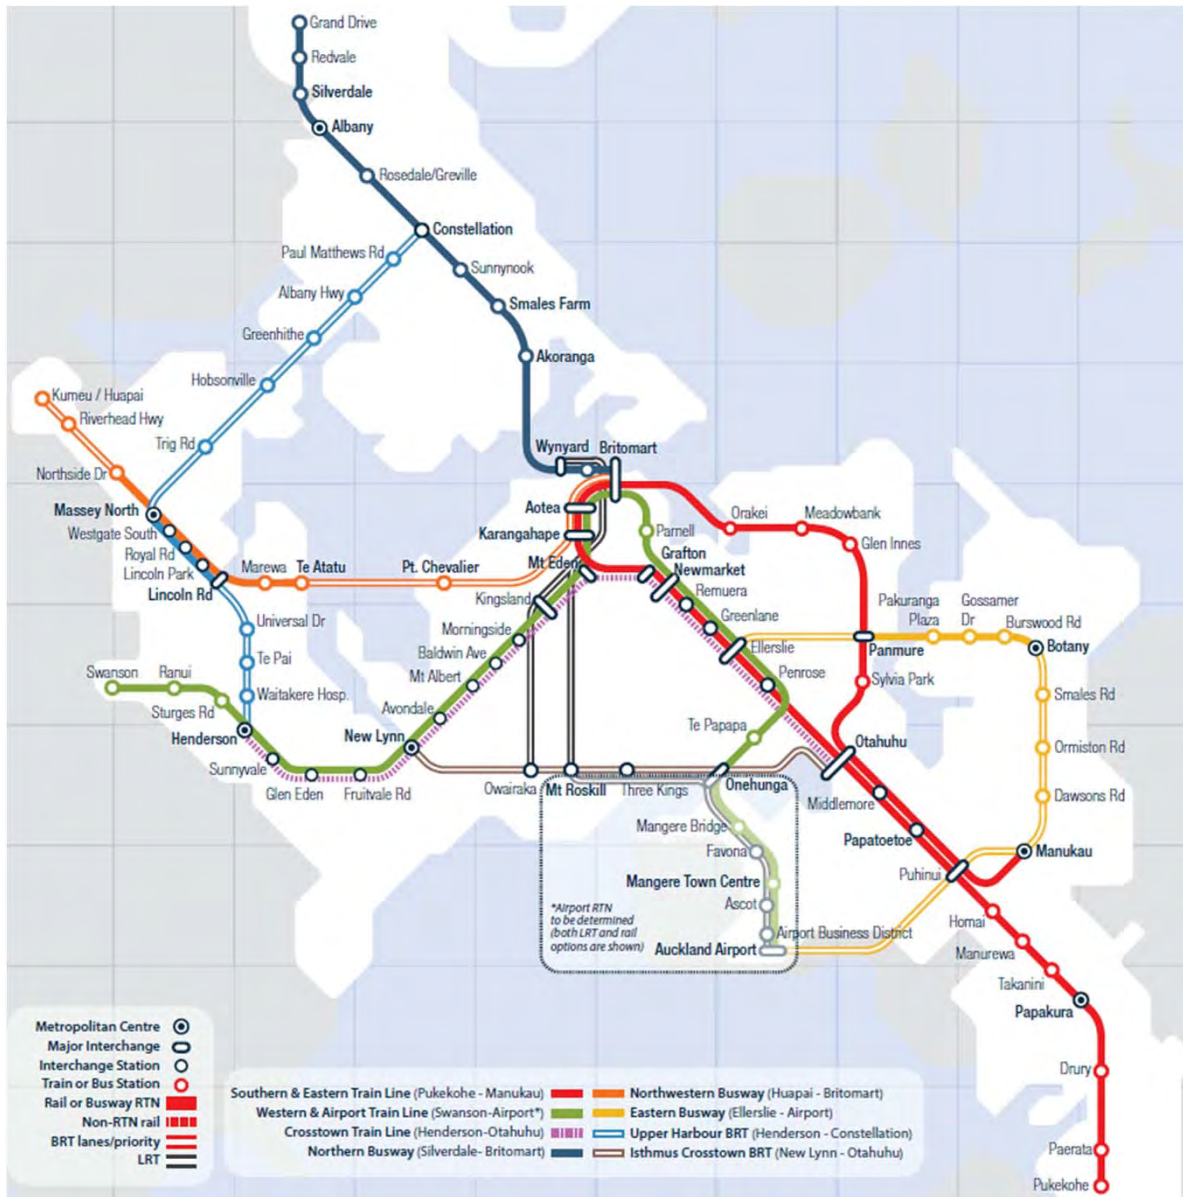 Grand Drive
Redvale
Silverdale
Albany
Rosedale/Greville
Constellation
Paul Matthews Rd
Sunnynook
Albany Hwy
Smales Farm
Greenhithe
Akoranga
Hobsonville
Kumeu / Huapai
Riverhead Hwy
Trig Rd
Wynyard
Britomart
Northside Dr
Massey North
Aotea
Orakei
Meadowbank
Westgate South
Karangahape
Parnell
Glen Innes
Royal Rd
Lincoln Park
Marewa
Te Atatu
Pt. Chevalier
Mt Eden
Grafton
Newmarket
Lincoln Rd
Kingsland
Remuera
Greenlane
Pakuranga
Plaza
Gossamer
Dr
Burswood Rd
Universal Dr
Morningside
Baldwin Ave
Ellerslie
Panmure
Botany
Te Pai
Mt Albert
Swanson
Ranui
Waitakere Hosp.
Penrose
Sylvia Park
Smales Rd
Sturges Rd
Avondale
Te Papapa
Henderson
New Lynn
Otahuhu
Ormiston Rd
Sunnyvale
Glen Eden
Fruitvale Rd
Owairaka
Mt Roskill
Three Kings
Onehunga
Middlemore
Dawsons Rd
Mangere Bridge
Papatoetoe
Favona
Manukau
Puhinui
Mangere Town Centre
Ascot
*Airport RTN
to be determined
(both LRT and rail
options are shown)
Homai
Airport Business District
Auckland Airport
Manurewa
Takanini
Papakura
Drury
Paerata
Pukekohe
Metropolitan Centre
Major Interchange
Interchange Station
Train or Bus Station
Rail or Busway RTN
Non-RTN rail
BRT lanes/priority
LRT
Southern & Eastern Train Line (Pukekohe - Manukau)
Western & Airport Train Line (Swanson-Airport*)
Crosstown Train Line (Henderson-Otahuhu)
Northern Busway (Silverdale- Britomart)
Northwestern Busway (Huapai - Britomart)
Eastern Busway (Ellerslie - Airport)
Upper Harbour BRT (Henderson - Constellation)
Isthmus Crosstown BRT (New Lynn - Otahuhu)